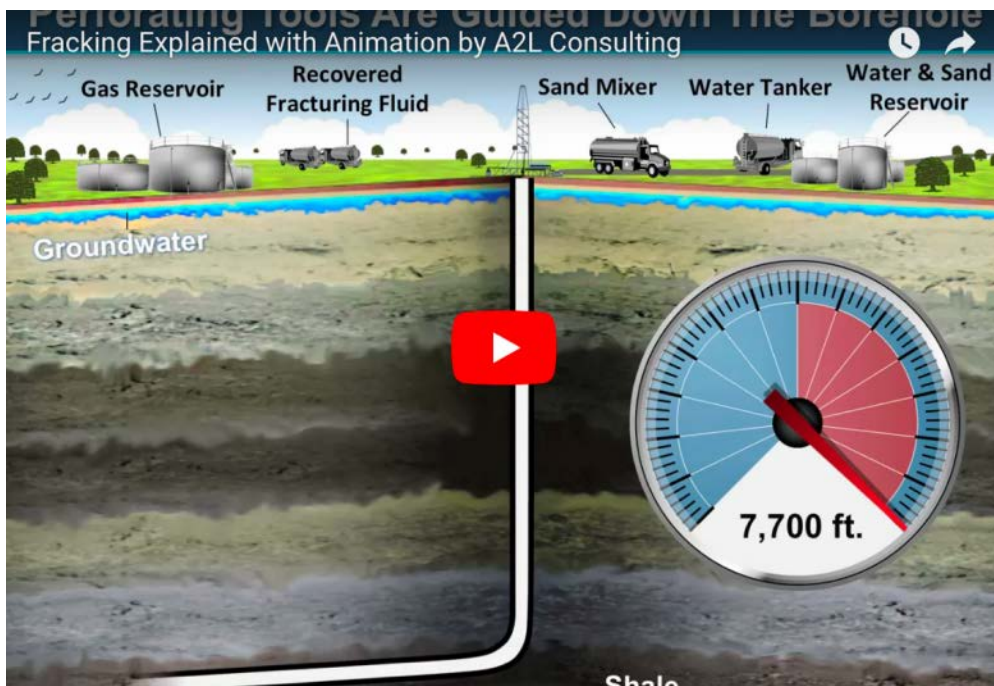 Perforating Tools Are Guided Down The Borehole
Fracking Explained with Animation by A2L Consulting
Gas Reservoir
Recovered
Fracturing Fluid
Sand Mixer
Water Tanker
Water & Sand
Reservoir
Groundwater
7,700 ft.
Shale